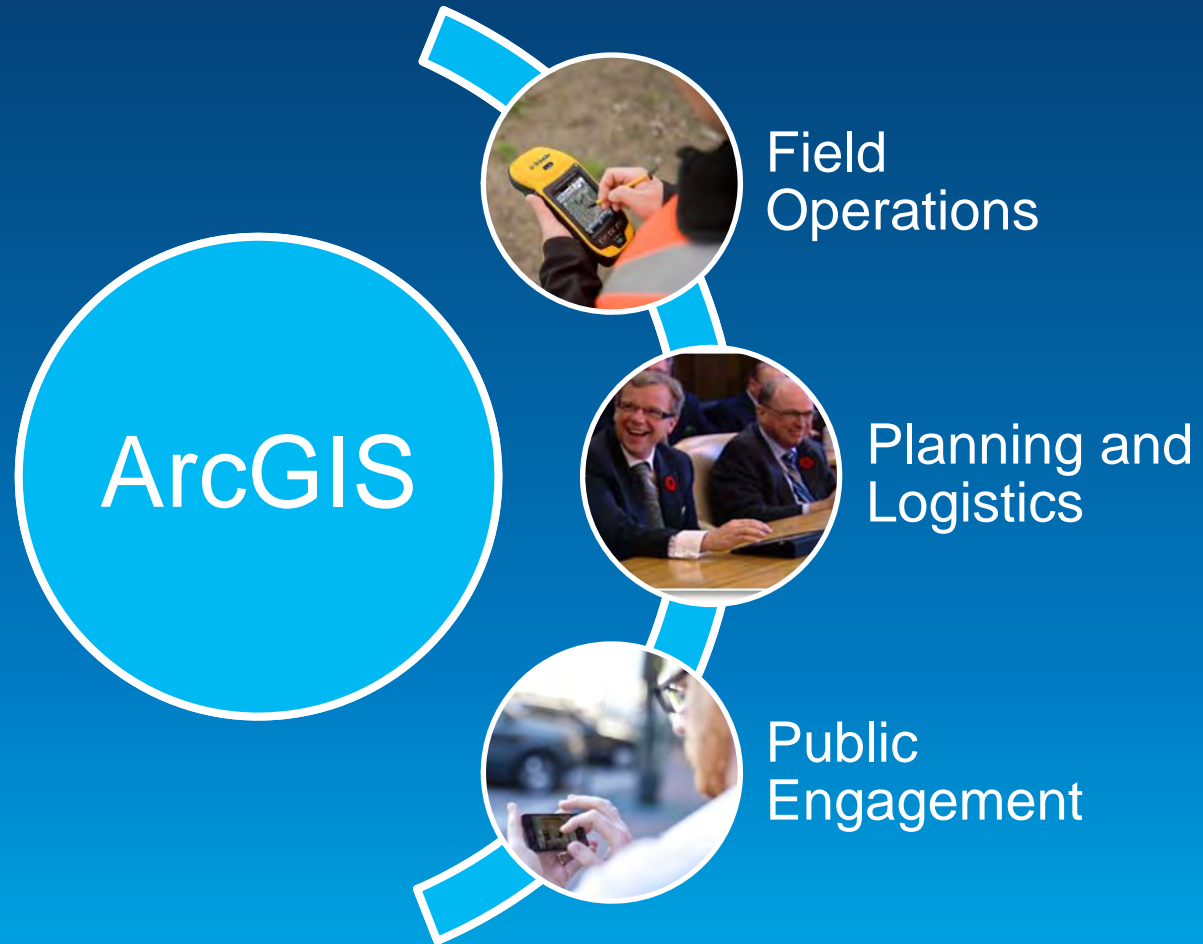 Field
Operations
ArcGIS
Planning and
Logistics
Public
Engagement